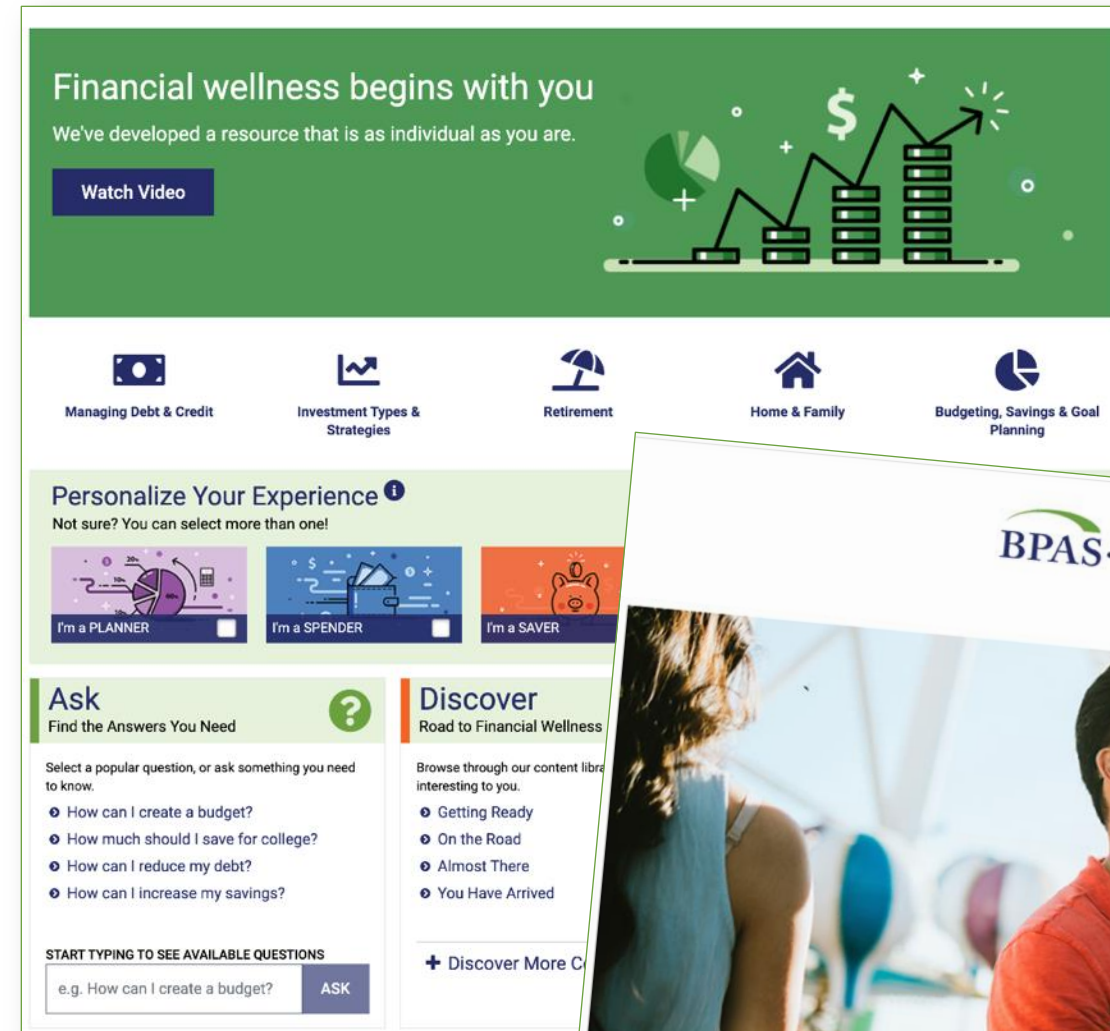 Financial wellness begins with you
We've developed a resource that is as individual as you are.
Watch Video
$
Managing Debt & Credit
Investment Types &
Strategies
Retirement
Home & Family
Budgeting, Savings & Goal
Planning
Personalize Your Experience
Not sure? You can select more than one!
I'm a PLANNER
I'm a SPENDER
I'm a SAVER
BPAS
Ask
Find the Answers You Need
?
Select a popular question, or ask something you need
to know.
How can I create a budget?
How much should I save for college?
How can I reduce my debt?
How can I increase my savings?
START TYPING TO SEE AVAILABLE QUESTIONS
e.g. How can I create a budget?
ASK
Discover
Road to Financial Wellness
Browse through our content
interesting to you.
Getting Ready
On the Road
Almost There
You Have Arrived
+ Discover More